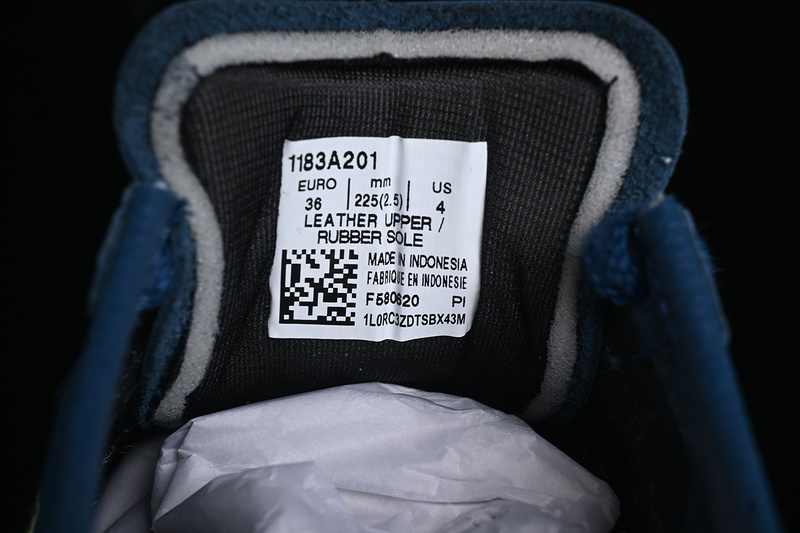 1183A201
EURO | mm | US
36 | 225(2.5) | 4
LEATHER UPPER /
RUBBER SOLE
MADE IN INDONESIA
FABRIQUE EN INDONESIE
F580620 PI
1L0RC3ZDTSBX43M